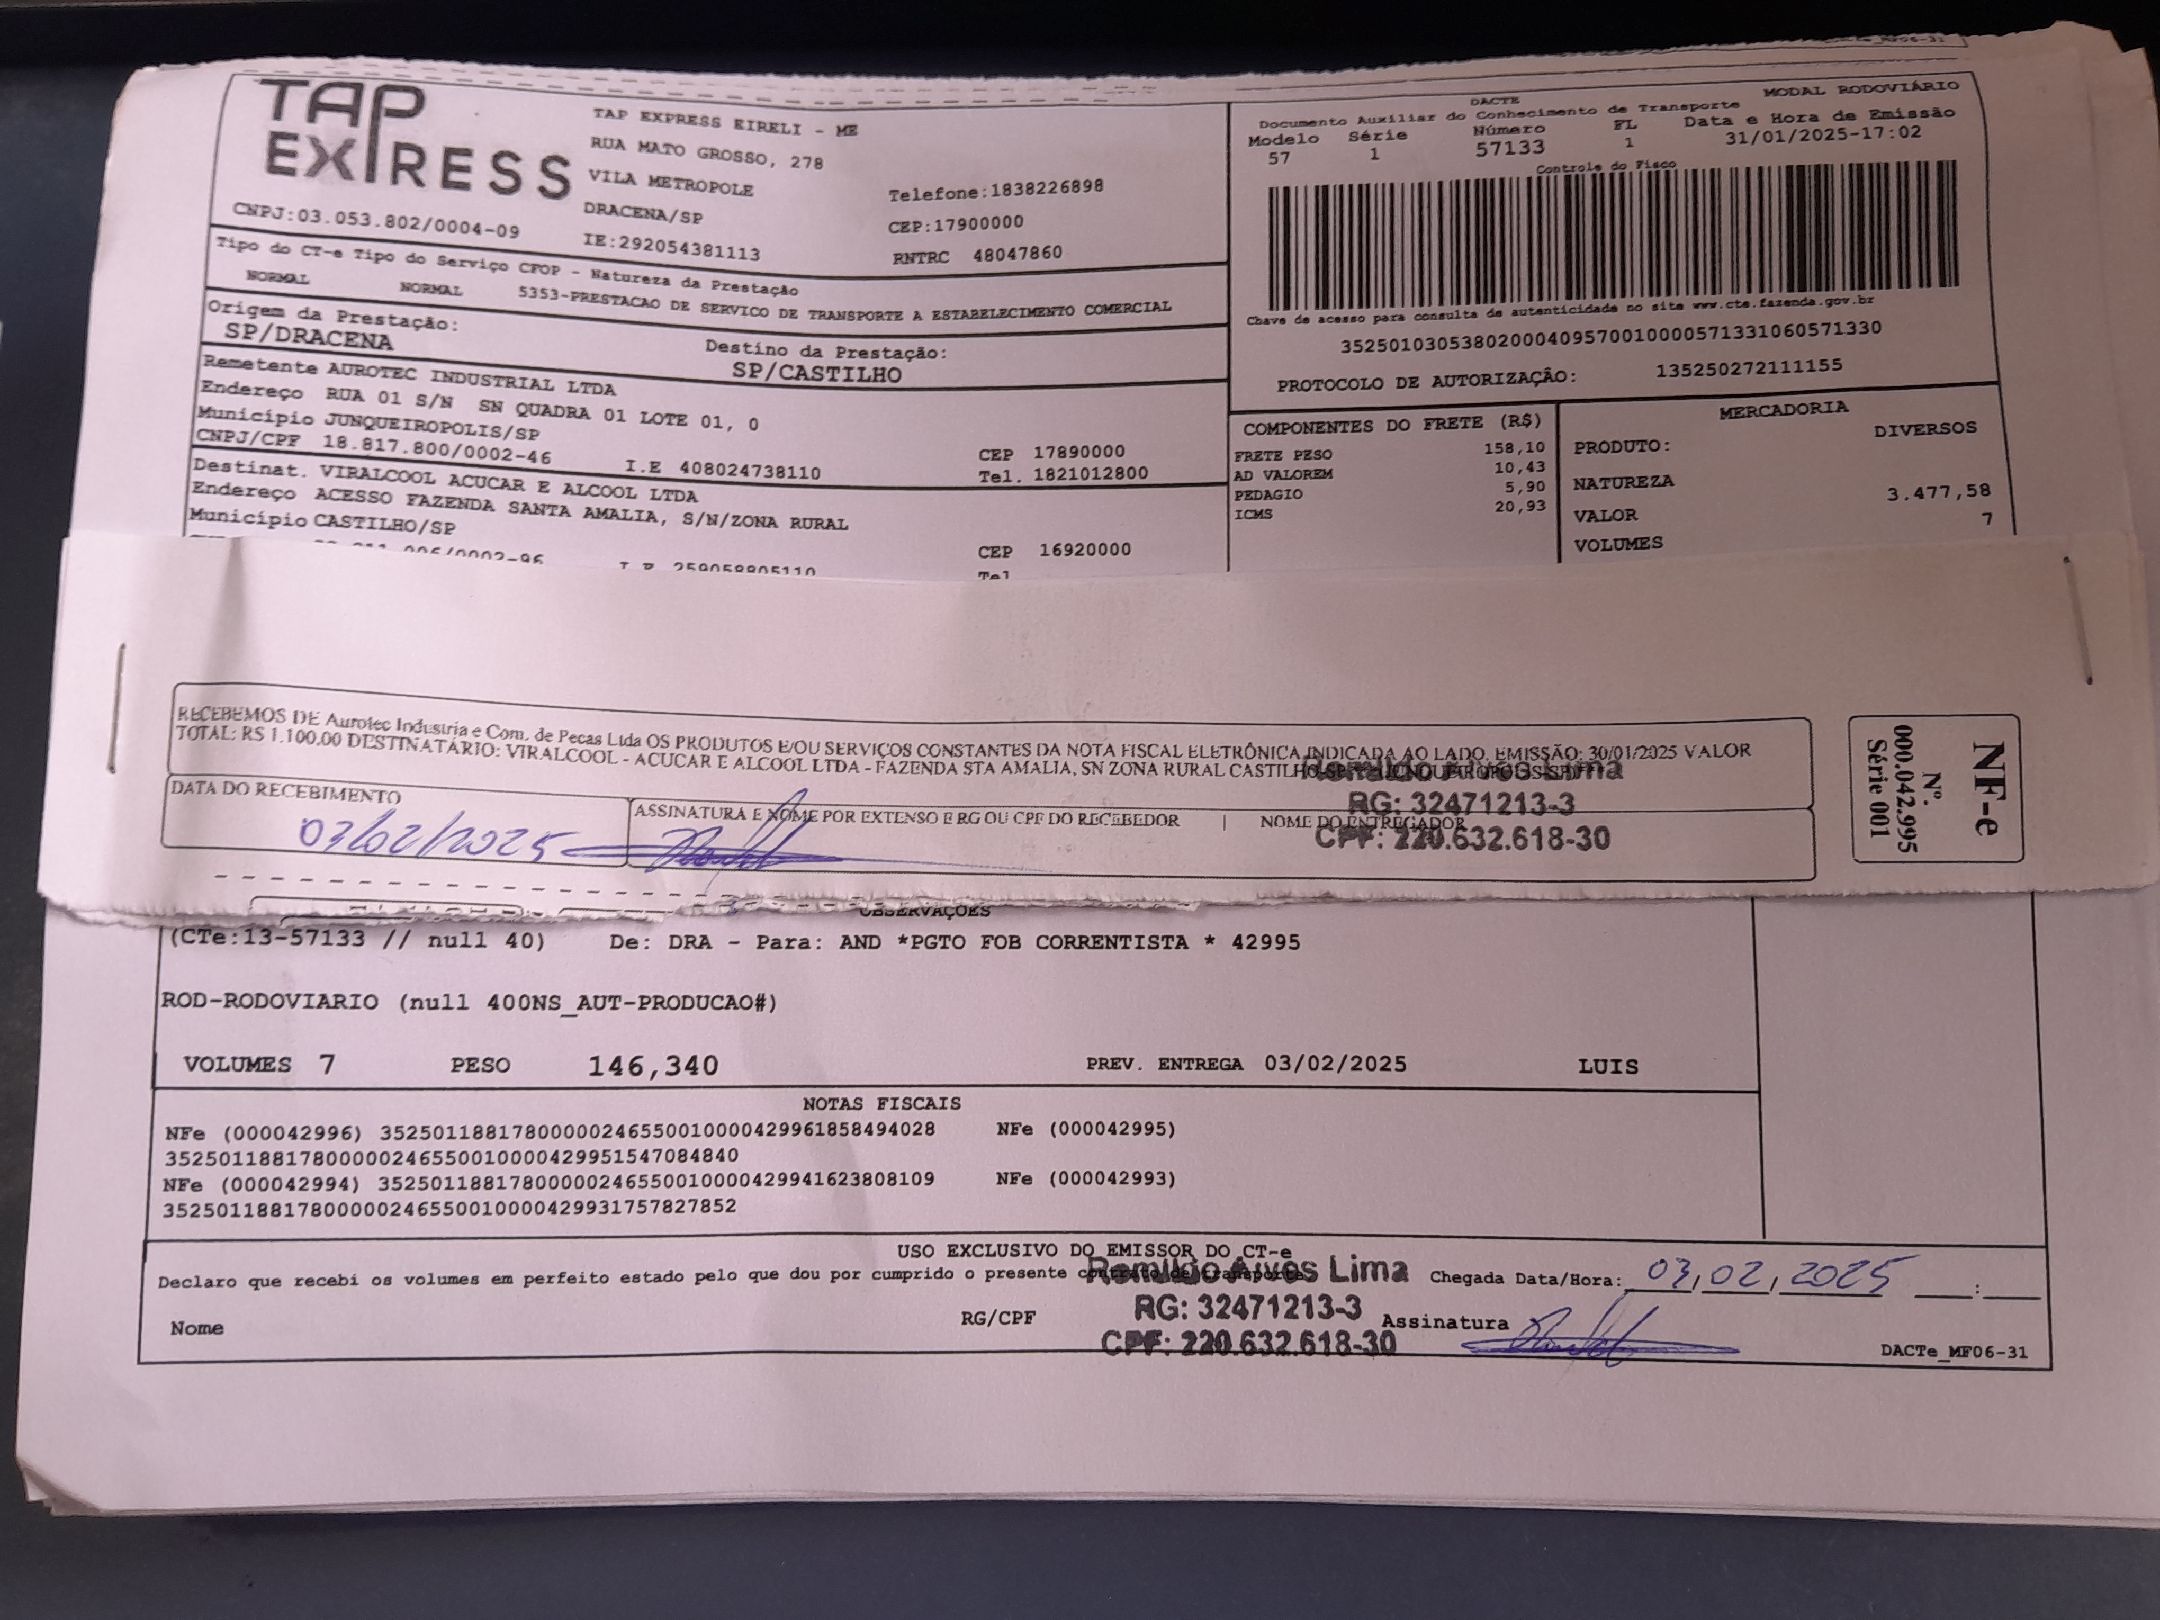 TAP
EXPRESS
TAP EXPRESS EIRELI - ME
RUA MATO GROSSO, 278
VILA METROPOLE
DRACENA/SP
IE:292054381113
Telefone:1838226898
CEP:17900000
RNTRC 48047860
CNPJ:03.053.802/0004-09
MODAL RODOVIÁRIO
DACTE
Documento Auxiliar do Conhecimento de Transporte
Modelo Série Número FL Data e Hora de Emissão
57 1 57133 1 31/01/2025-17:02
Controle do Fisco
Chave de acesso para consulta de autenticidade no site www.cte.fazenda.gov.br
35250103053802000409570010000571331060571330
PROTOCOLO DE AUTORIZAÇÃO: 135250272111155
Tipo do CT-e Tipo do Serviço CFOP - Natureza da Prestação
NORMAL NORMAL 5353-PRESTACAO DE SERVICO DE TRANSPORTE A ESTABELECIMENTO COMERCIAL
Origem da Prestação: Destino da Prestação:
SP/DRACENA SP/CASTILHO
Remetente AUROTEC INDUSTRIAL LTDA
Endereço RUA 01 S/N SN QUADRA 01 LOTE 01, 0
Município JUNQUEIROPOLIS/SP CEP 17890000
CNPJ/CPF 18.817.800/0002-46 I.E 408024738110 Tel. 1821012800
Destinat. VIRALCOOL ACUCAR E ALCOOL LTDA
Endereço ACESSO FAZENDA SANTA AMALIA, S/N/ZONA RURAL
Município CASTILHO/SP CEP 16920000
Tel
COMPONENTES DO FRETE (R$)
FRETE PESO 158,10
AD VALOREM 10,43
PEDAGIO 5,90
ICMS 20,93
MERCADORIA
PRODUTO: DIVERSOS
NATUREZA
VALOR 3.477,58
VOLUMES 7
RECEBEMOS DE Aurotec Industria e Com. de Pecas Ltda OS PRODUTOS E/OU SERVIÇOS CONSTANTES DA NOTA FISCAL ELETRÔNICA INDICADA AO LADO. EMISSÃO: 30/01/2025 VALOR
TOTAL: R$ 1.100.00 DESTINATÁRIO: VIRALCOOL - ACUCAR E ALCOOL LTDA - FAZENDA STA AMALIA, SN ZONA RURAL CASTILHO-SP
Romildo Alves Lima
RG: 32471213-3
CPF: 220.632.618-30
DATA DO RECEBIMENTO
03/02/2025
ASSINATURA E NOME POR EXTENSO E RG OU CPF DO RECEBEDOR | NOME DO ENTREGADOR
NF-e
Nº.
000.042.995
Série 001
OBSERVAÇÕES
(CTe:13-57133 // null 40) De: DRA - Para: AND *PGTO FOB CORRENTISTA * 42995
ROD-RODOVIARIO (null 400NS_AUT-PRODUCAO#)
VOLUMES 7 PESO 146,340 PREV. ENTREGA 03/02/2025 LUIS
NOTAS FISCAIS
NFe (000042996) 35250118817800000246550010000429961858494028 NFe (000042995)
35250118817800000246550010000429951547084840
NFe (000042994) 35250118817800000246550010000429941623808109 NFe (000042993)
35250118817800000246550010000429931757827852
USO EXCLUSIVO DO EMISSOR DO CT-e
Declaro que recebi os volumes em perfeito estado pelo que dou por cumprido o presente contrato de transporte
Romildo Alves Lima
RG: 32471213-3
CPF: 220.632.618-30
Chegada Data/Hora: 03/02/2025 :
Nome RG/CPF Assinatura
DACTe_MF06-31